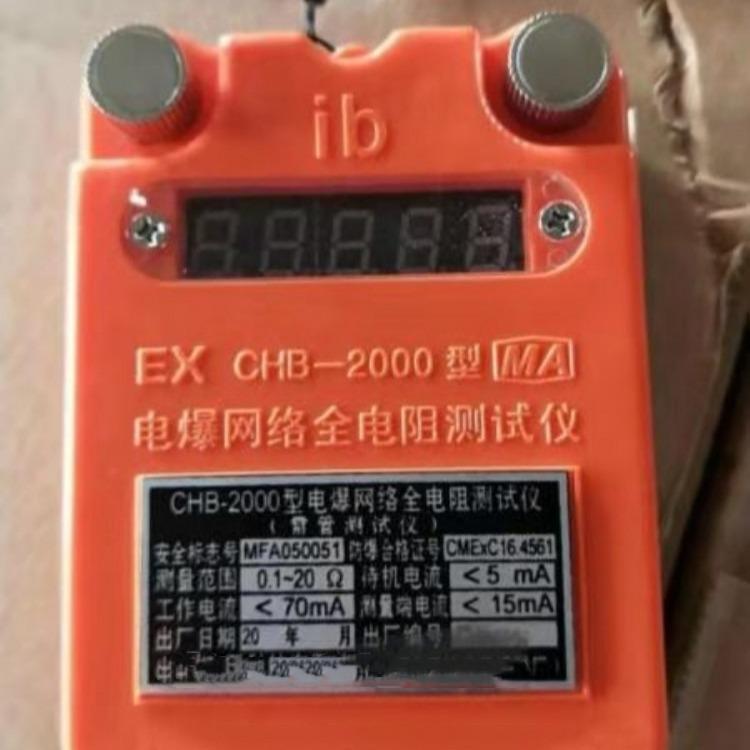 ib
EX CHB-2000型 MA
电爆网络全电阻测试仪
CHB-2000型电爆网络全电阻测试仪
(雷管测试仪)
安全标志号 MFA050051 防爆合格证号 CMExC16.4561
测量范围 0.1~20 Ω 待机电流 <5 mA
工作电流 <70mA 测量端电流 <15mA
出厂日期 20 年 月 出厂编号